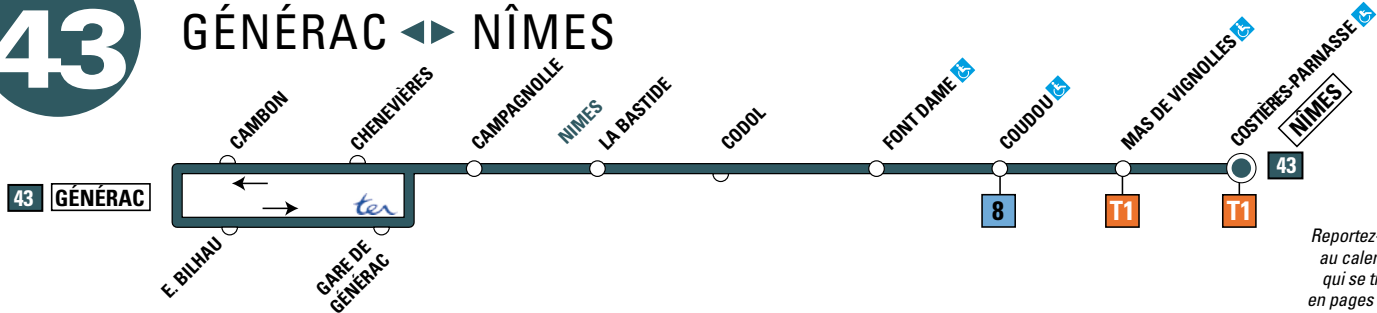 43
GÉNÉRAC NÎMES
CAMBON
CHENEVIÈRES
CAMPAGNOLLE
NIMES
LA BASTIDE
CODOL
FONT DAME
COUDOU
MAS DE VIGNOLLES
COSTIÈRES-PARNASSE
NÎMES
43
43 GÉNÉRAC
ter
8
T1
T1
E. BILHAU
GARE DE
GÉNÉRAC
Reportez-
au calen
qui se t
en pages